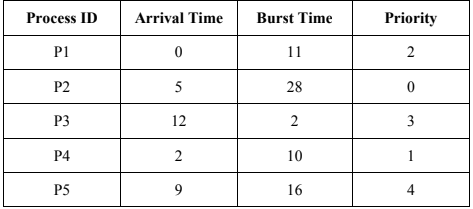 Process ID Arrival Time Burst Time Priority
P1 0 11 2
P2 5 28 0
P3 12 2 3
P4 2 10 1
P5 9 16 4